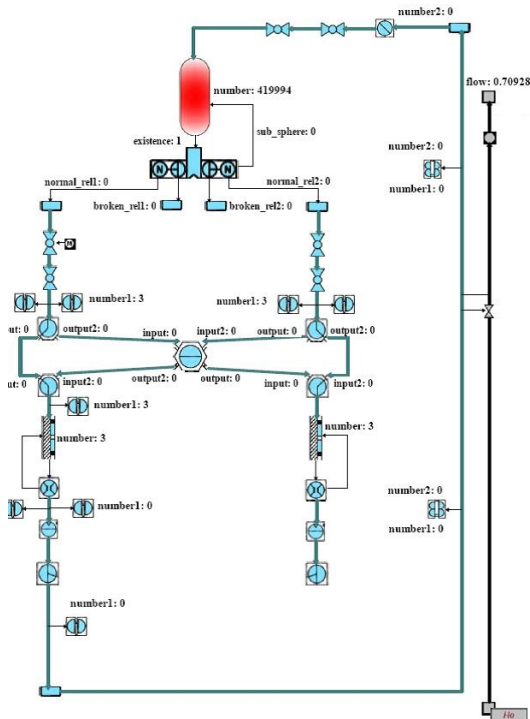 number2: 0
flow: 0.70928
number: 419994
sub_sphere: 0
existence: 1
number2: 0
N
N
normal_rel1: 0
normal_rel2: 0
number1: 0
broken_rel1: 0
broken_rel2: 0
number1: 3
number1: 3
ut: 0
output2: 0
input: 0
input2: 0
output: 0
output2: 0
input2: 0
output2: 0
output: 0
input: 0
input2: 0
number1: 3
number: 3
number: 3
number2: 0
number1: 0
number1: 0
number1: 0